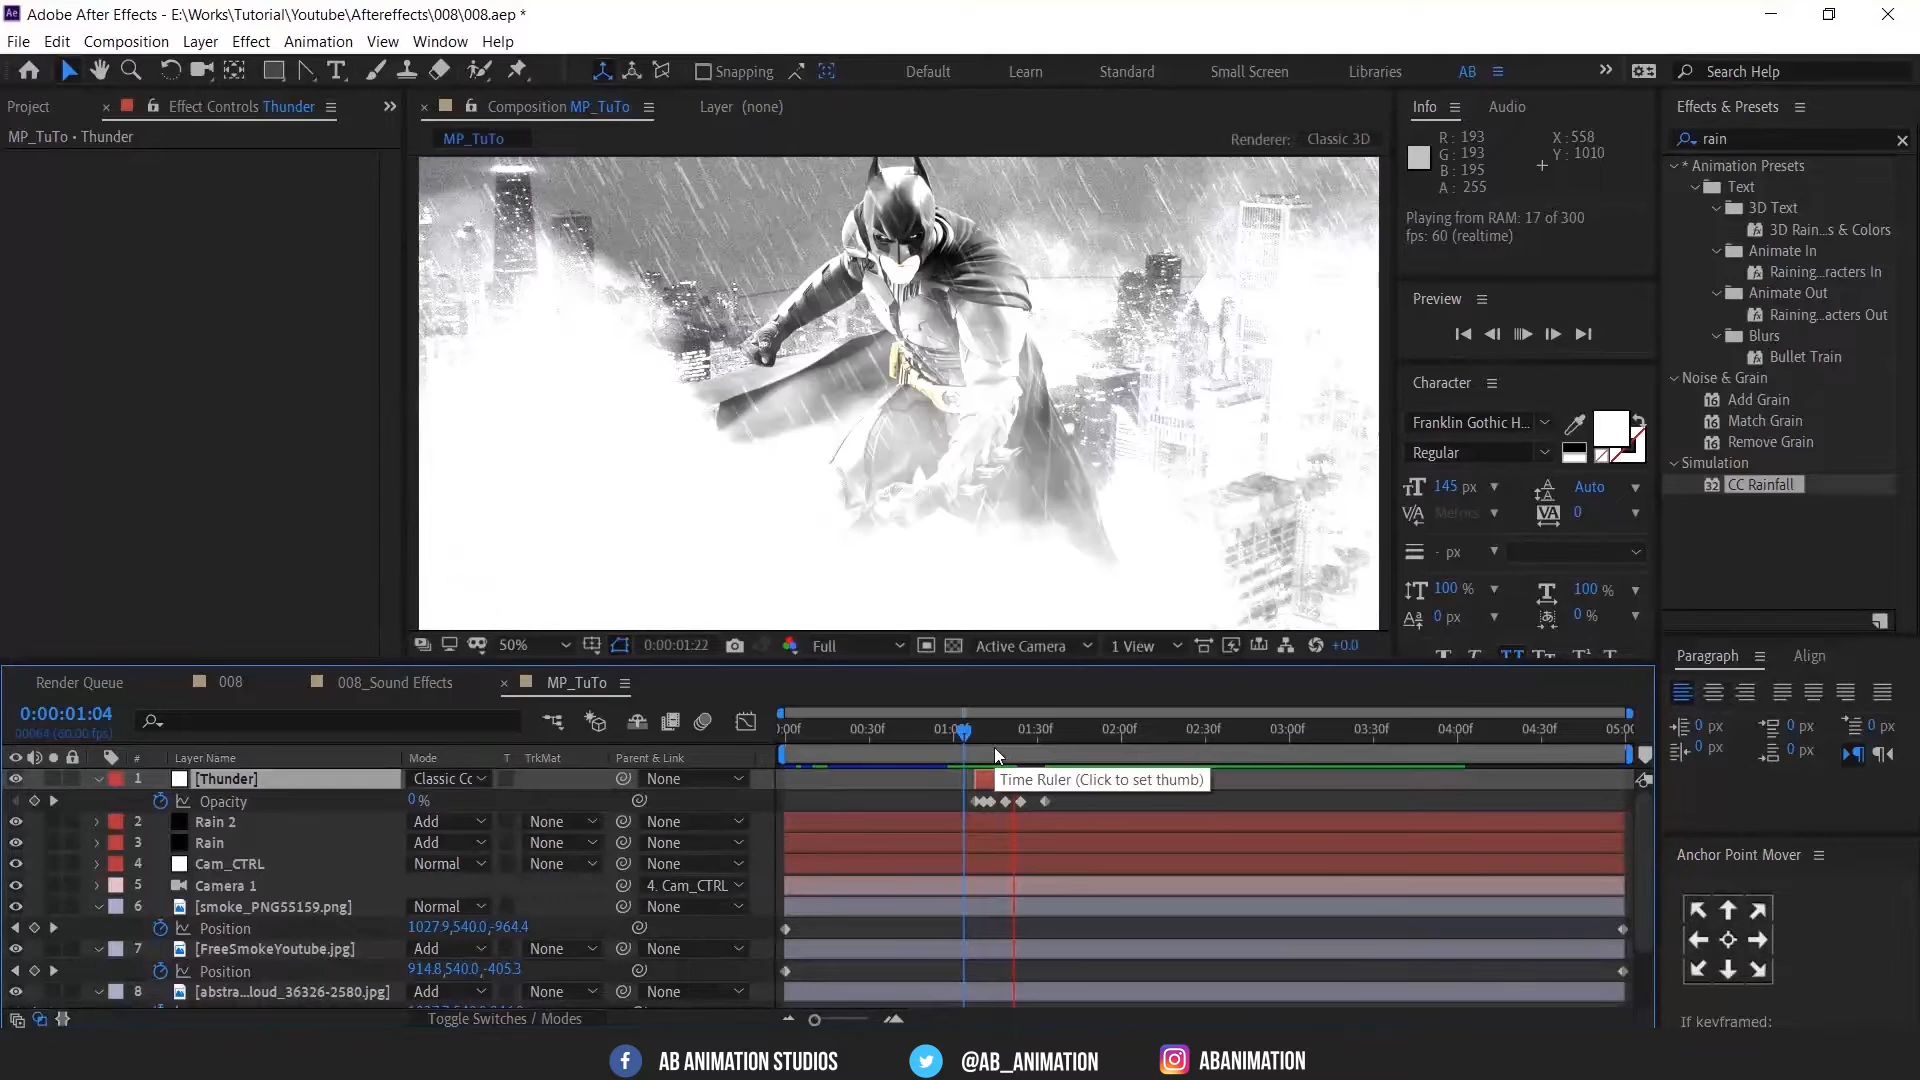 Adobe After Effects - E:\Works\Tutorial\Youtube\Aftereffects\008\008.aep *
File Edit Composition Layer Effect Animation View Window Help
Snapping Default Learn Standard Small Screen Libraries AB Search Help
Project Effect Controls Thunder Composition MP_TuTo Layer (none) Info Audio Effects & Presets
MP_TuTo • Thunder
MP_TuTo Renderer: Classic 3D
R: 193 X: 558
G: 193 Y: 1010
B: 195
A: 255
Playing from RAM: 17 of 300
fps: 60 (realtime)
Preview
Character
Franklin Gothic H...
Regular
145 px Auto
Metrics 0
- px
100 % 100 %
0 px 0 %
rain
* Animation Presets
Text
3D Text
3D Rain...s & Colors
Animate In
Raining...racters In
Animate Out
Raining...acters Out
Blurs
Bullet Train
Noise & Grain
Add Grain
Match Grain
Remove Grain
Simulation
CC Rainfall
50% 0:00:01:22 Full Active Camera 1 View +0.0
Render Queue 008 008_Sound Effects MP_TuTo
0:00:01:04
00064 (60.00 fps)
:00f 00:30f 01:0 01:30f 02:00f 02:30f 03:00f 03:30f 04:00f 04:30f 05:00
# Layer Name Mode T TrkMat Parent & Link
1 [Thunder] Classic Cc None
Time Ruler (Click to set thumb)
Opacity 0 %
2 Rain 2 Add None None
3 Rain Add None None
4 Cam_CTRL Normal None None
5 Camera 1 4. Cam_CTRL
6 [smoke_PNG55159.png] Normal None
Position 1027.9,540.0,-964.4
7 [FreeSmokeYoutube.jpg] Add None None
Position 914.8,540.0,-405.3
8 [abstra...loud_36326-2580.jpg] Add None None
Toggle Switches / Modes
Paragraph Align
0 px 0 px 0 px
0 px 0 px
Anchor Point Mover
If keyframed:
AB ANIMATION STUDIOS @AB_ANIMATION ABANIMATION